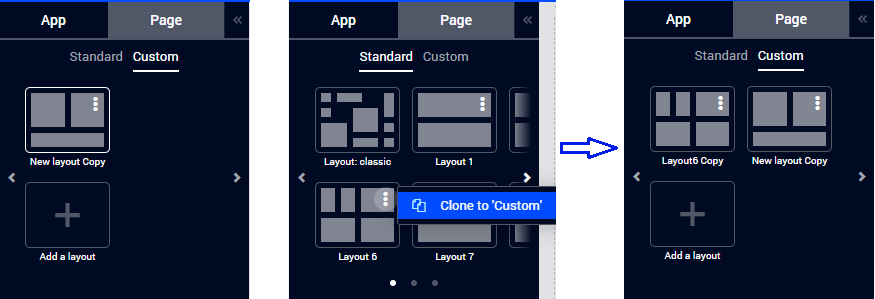 App Page «
Standard Custom
New layout Copy
Add a layout
App Page «
Standard Custom
Layout: classic Layout 1
Clone to 'Custom'
Layout 6 Layout 7
App Page «
Standard Custom
Layout6 Copy New layout Copy
Add a layout